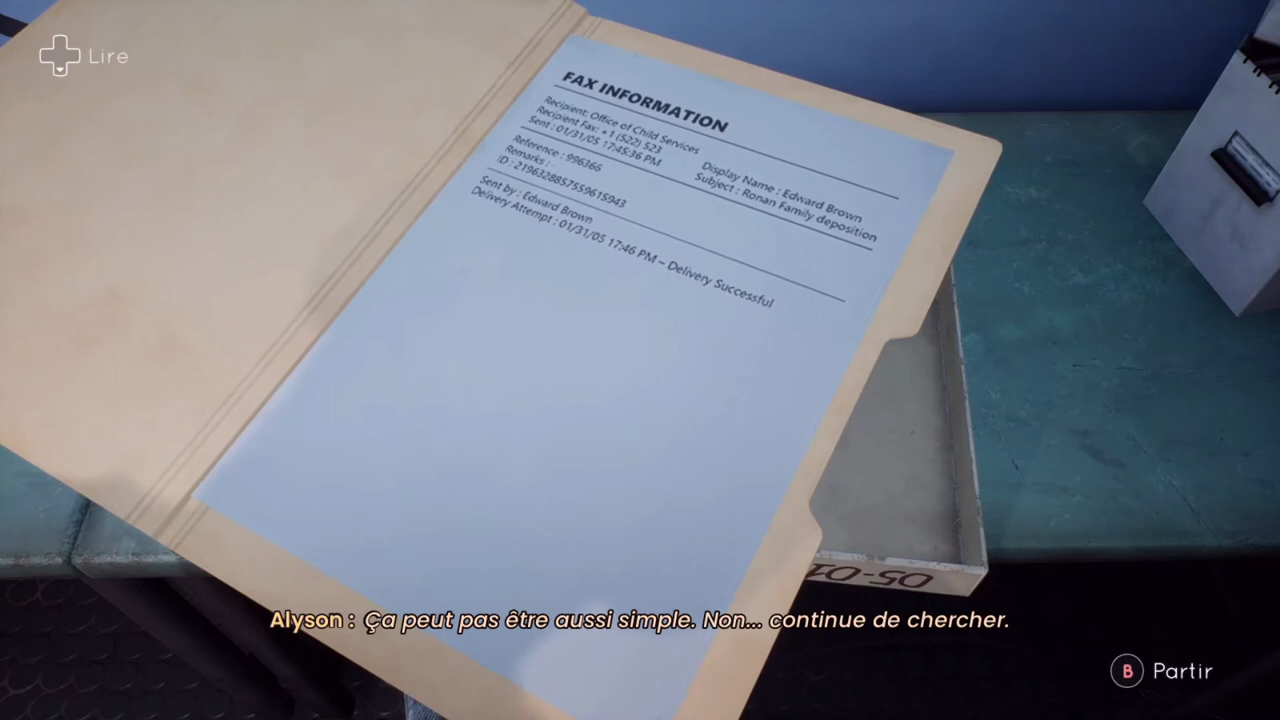 Lire
FAX INFORMATION
Recipient: Office of Child Services
Recipient Fax: +1 (522) 523
Sent : 01/31/05 17:45:36 PM
Display Name : Edward Brown
Subject : Ronan Family deposition
Reference : 996366
Remarks :
ID : 2196328857559615943
Sent by : Edward Brown
Delivery Attempt : 01/31/05 17:46 PM – Delivery Successful
05-01
Alyson : Ça peut pas être aussi simple. Non... continue de chercher.
B Partir